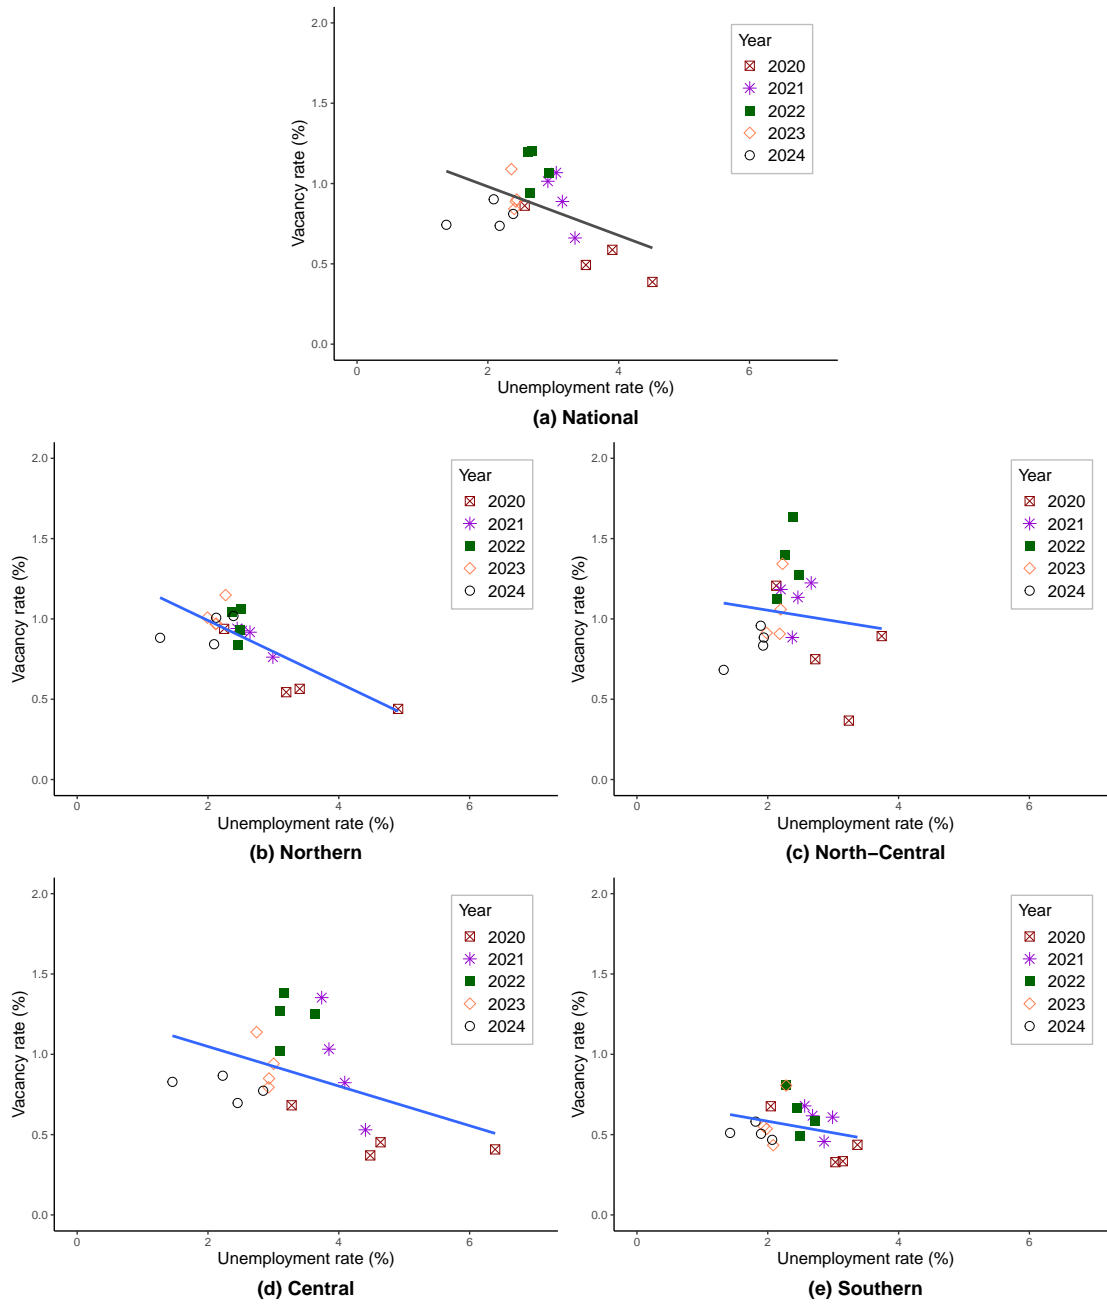 2.0
1.5
1.0
0.5
0.0
Vacancy rate (%)
0 2 4 6
Unemployment rate (%)
Year
2020
2021
2022
2023
2024
(a) National
2.0
1.5
1.0
0.5
0.0
Vacancy rate (%)
0 2 4 6
Unemployment rate (%)
Year
2020
2021
2022
2023
2024
(b) Northern
2.0
1.5
1.0
0.5
0.0
Vacancy rate (%)
0 2 4 6
Unemployment rate (%)
Year
2020
2021
2022
2023
2024
(c) North−Central
2.0
1.5
1.0
0.5
0.0
Vacancy rate (%)
0 2 4 6
Unemployment rate (%)
Year
2020
2021
2022
2023
2024
(d) Central
2.0
1.5
1.0
0.5
0.0
Vacancy rate (%)
0 2 4 6
Unemployment rate (%)
Year
2020
2021
2022
2023
2024
(e) Southern